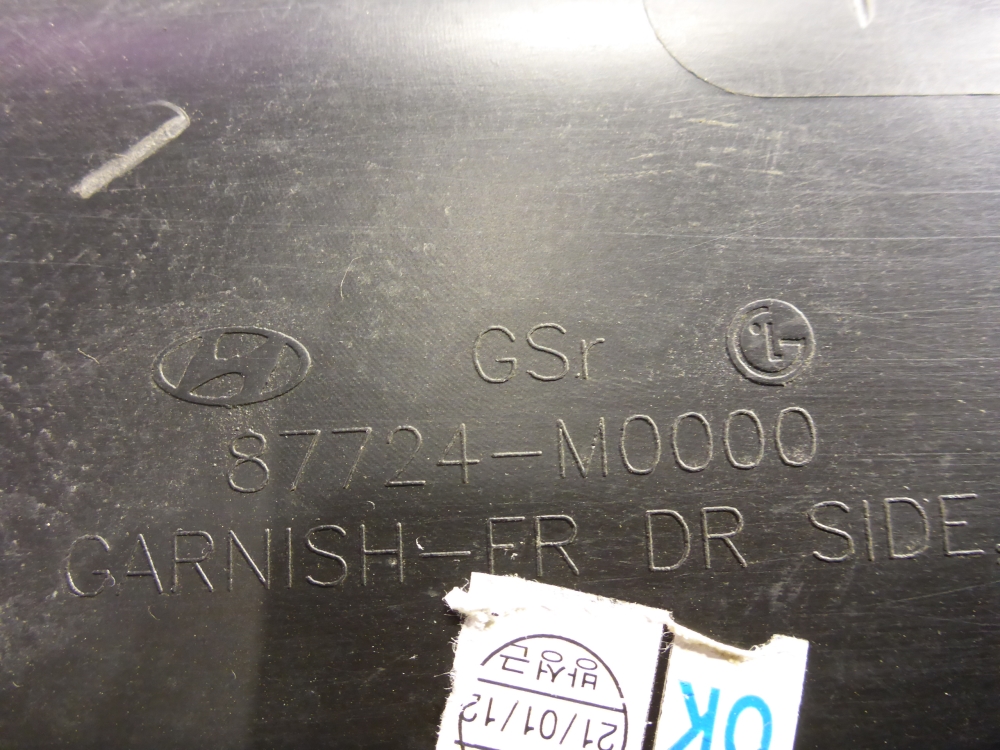 GSr
LG
87724-M0000
GARNISH-FR DR SIDE
21/01/12
OK